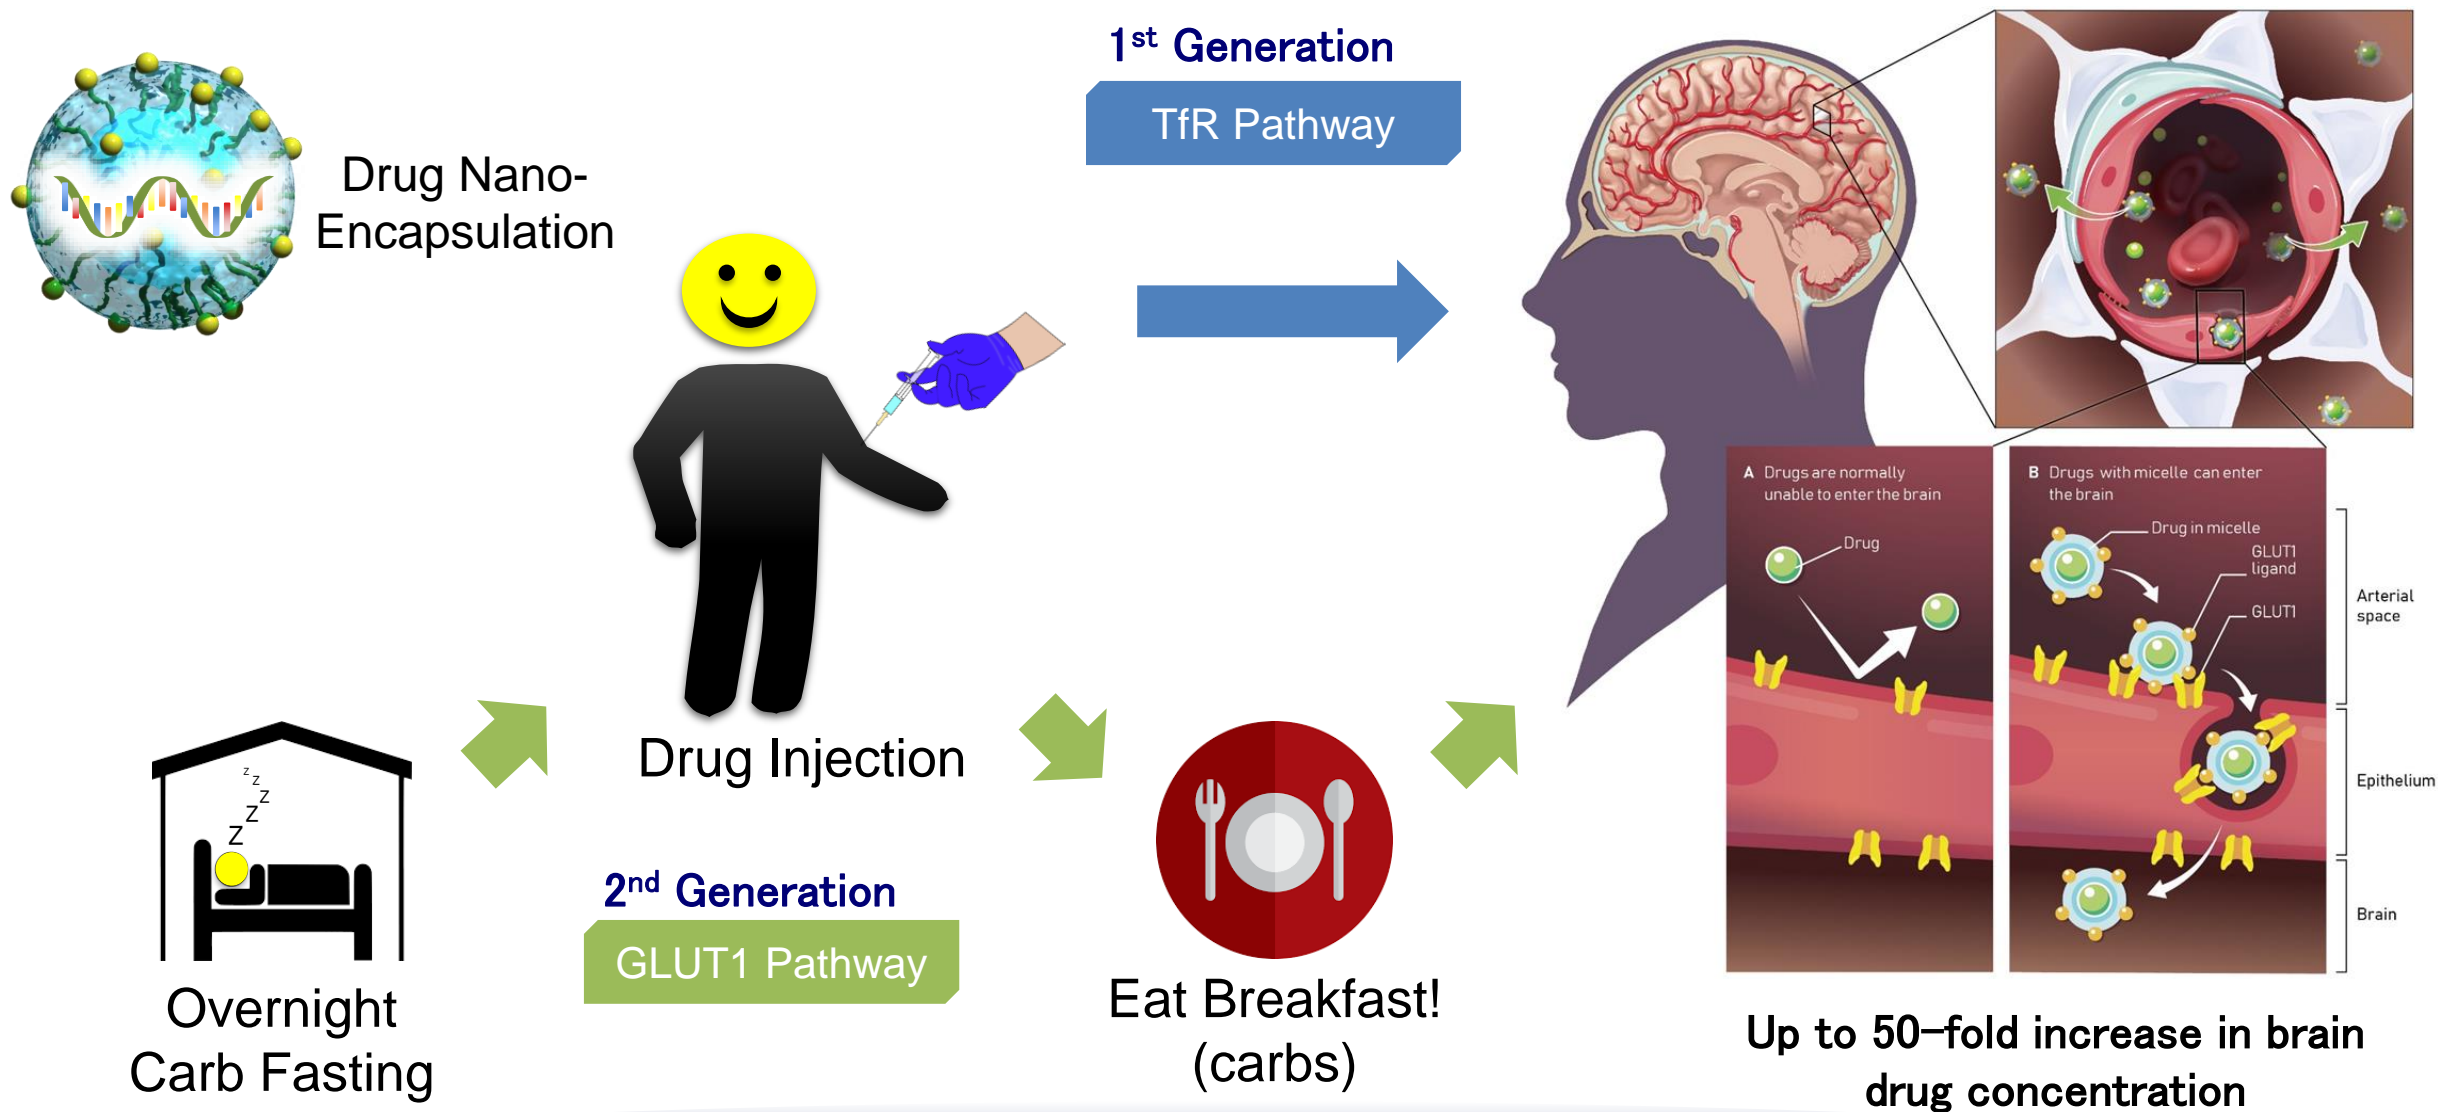 1st Generation
TfR Pathway
Drug Nano-
Encapsulation
A Drugs are normally
unable to enter the brain
Drug
B Drugs with micelle can enter
the brain
Drug in micelle
GLUT1
ligand
GLUT1
Arterial
space
Epithelium
Brain
Drug Injection
z
z
z
z
z
2nd Generation
GLUT1 Pathway
Overnight
Carb Fasting
Eat Breakfast!
(carbs)
Up to 50-fold increase in brain
drug concentration